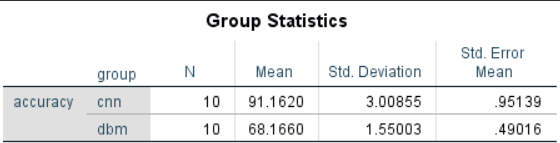 Group Statistics
group N Mean Std. Deviation Std. Error Mean
accuracy cnn 10 91.1620 3.00855 .95139
dbm 10 68.1660 1.55003 .49016